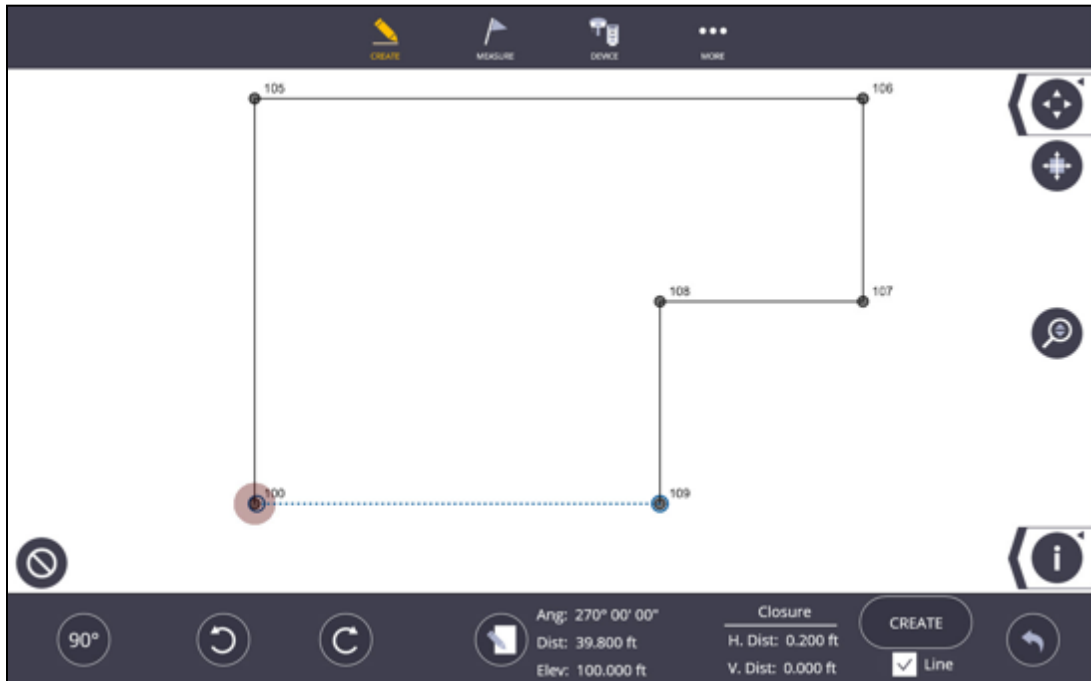 CREATE
MEASURE
DEVICE
MORE
105
106
108
107
100
109
90°
Ang: 270° 00' 00"
Dist: 39.800 ft
Elev: 100.000 ft
Closure
H. Dist: 0.200 ft
V. Dist: 0.000 ft
CREATE
Line